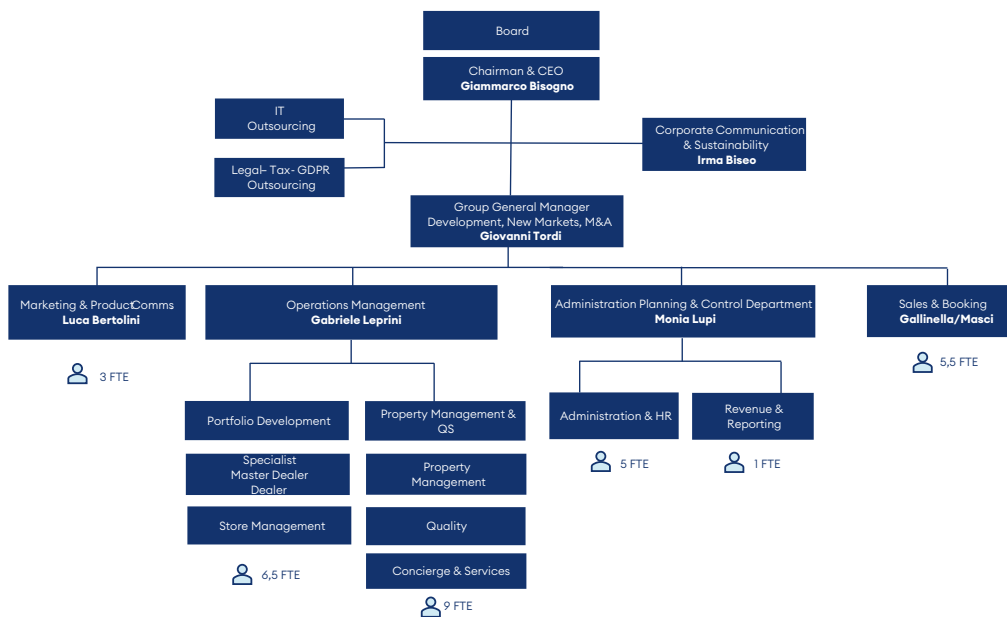 Board
Chairman & CEO
Giammarco Bisogno
IT
Outsourcing
Legal– Tax- GDPR
Outsourcing
Corporate Communication
& Sustainability
Irma Biseo
Group General Manager
Development, New Markets, M&A
Giovanni Tordi
Marketing & Product Comms
Luca Bertolini
3 FTE
Operations Management
Gabriele Leprini
Administration Planning & Control Department
Monia Lupi
Sales & Booking
Gallinella/Masci
5,5 FTE
Portfolio Development
Specialist
Master Dealer
Dealer
Store Management
6,5 FTE
Property Management &
QS
Property
Management
Quality
Concierge & Services
9 FTE
Administration & HR
5 FTE
Revenue &
Reporting
1 FTE